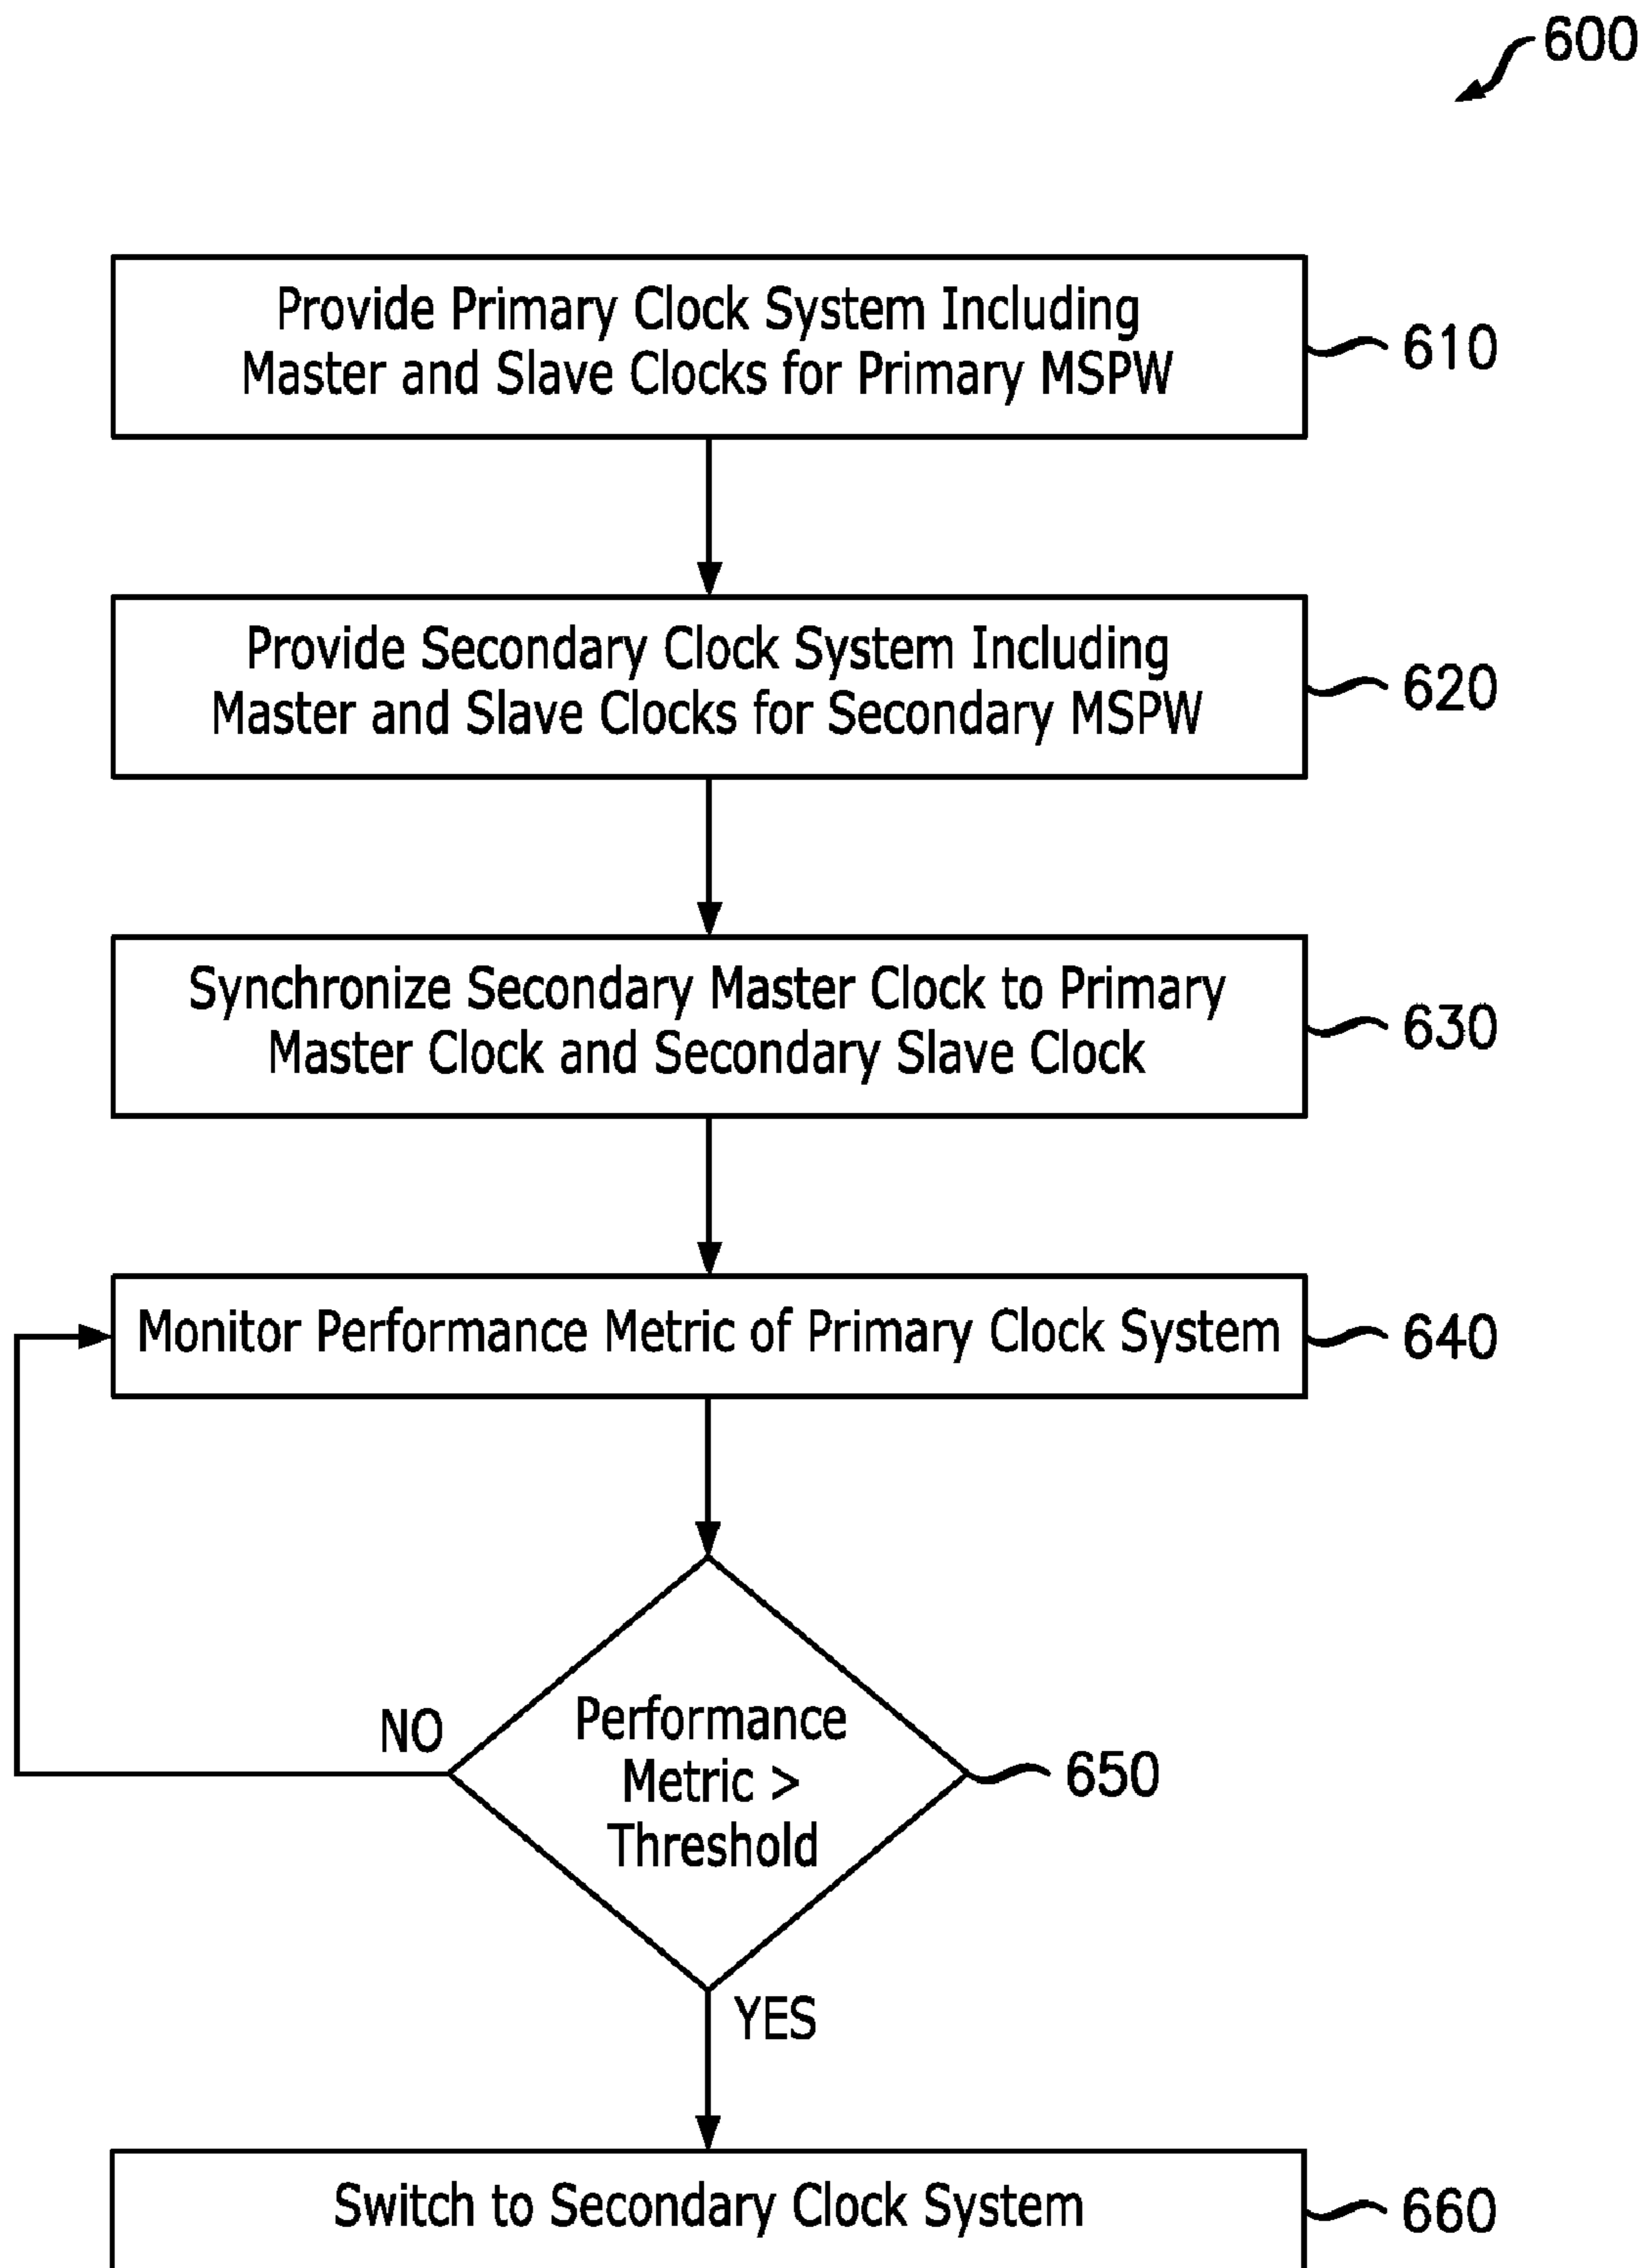 600
Provide Primary Clock System Including
Master and Slave Clocks for Primary MSPW
610
Provide Secondary Clock System Including
Master and Slave Clocks for Secondary MSPW
620
Synchronize Secondary Master Clock to Primary
Master Clock and Secondary Slave Clock
630
Monitor Performance Metric of Primary Clock System
640
NO
Performance
Metric >
Threshold
650
YES
Switch to Secondary Clock System
660